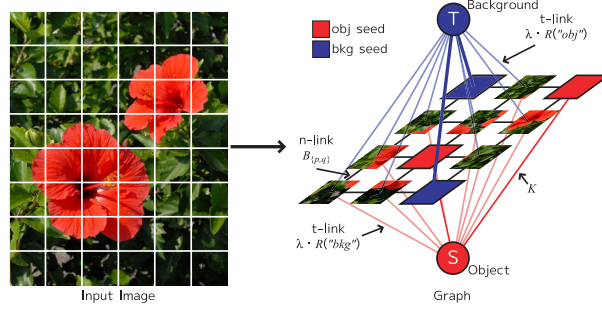 Background
T
t-link
λ・R("obj")
obj seed
bkg seed
n-link
B{p,q}
K
t-link
λ・R("bkg")
S
Object
Input Image
Graph